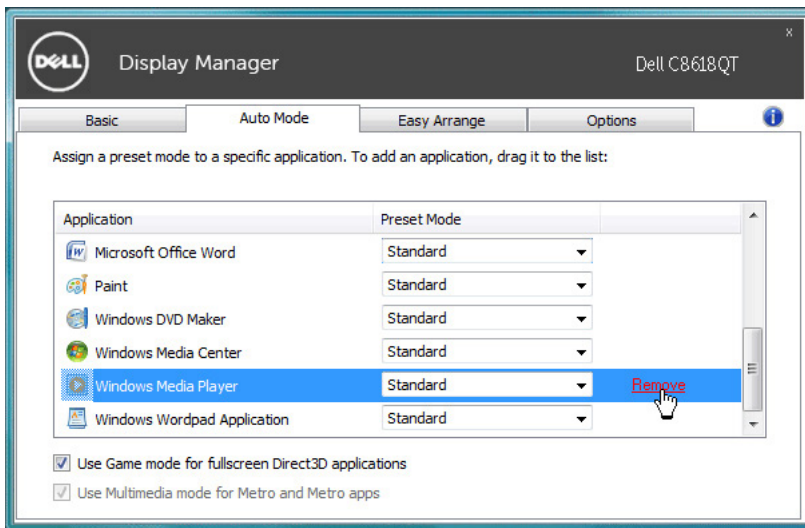 x
DELL Display Manager Dell C8618QT
Basic Auto Mode Easy Arrange Options i
Assign a preset mode to a specific application. To add an application, drag it to the list:
Application Preset Mode
Microsoft Office Word Standard
Paint Standard
Windows DVD Maker Standard
Windows Media Center Standard
Windows Media Player Standard Remove
Windows Wordpad Application Standard
Use Game mode for fullscreen Direct3D applications
Use Multimedia mode for Metro and Metro apps